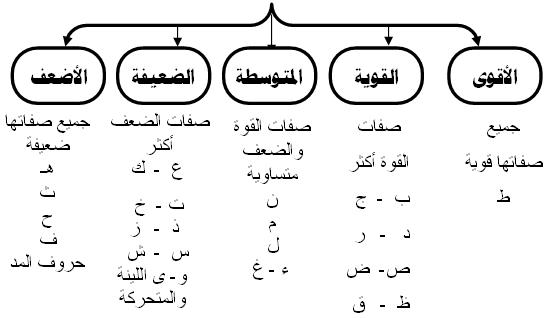 الأقوى
القوية
المتوسطة
الضعيفة
الأضعف
جميع
صفاتها قوية
ط
صفات
القوة أكثر
ب - ج
د - ر
ص- ض
ظ - ق
صفات القوة
والضعف
متساوية
ن
م
ل
ء - غ
صفات الضعف
أكثر
ع - ك
ت - خ
ذ - ز
س - ش
و - ى اللينة
والمتحركة
جميع صفاتها
ضعيفة
هـ
ث
ح
ف
حروف المد